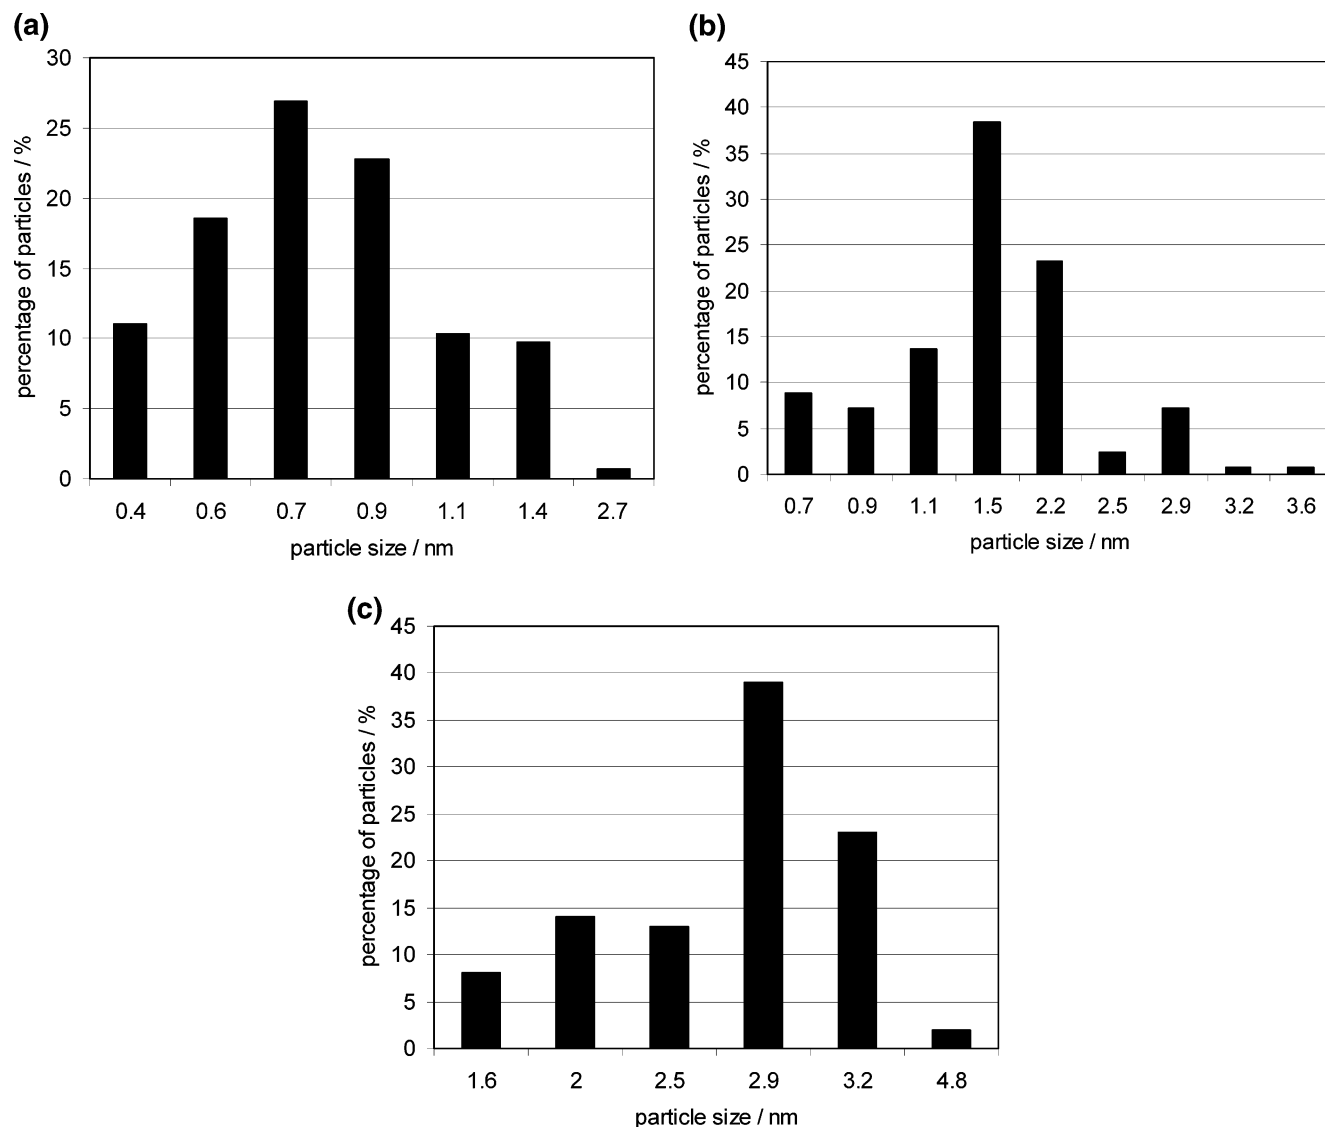 (a)
30
25
20
15
10
5
0
percentage of particles / %
0.4 0.6 0.7 0.9 1.1 1.4 2.7
particle size / nm
(b)
45
40
35
30
25
20
15
10
5
0
percentage of particles / %
0.7 0.9 1.1 1.5 2.2 2.5 2.9 3.2 3.6
particle size / nm
(c)
45
40
35
30
25
20
15
10
5
0
percentage of particles / %
1.6 2 2.5 2.9 3.2 4.8
particle size / nm